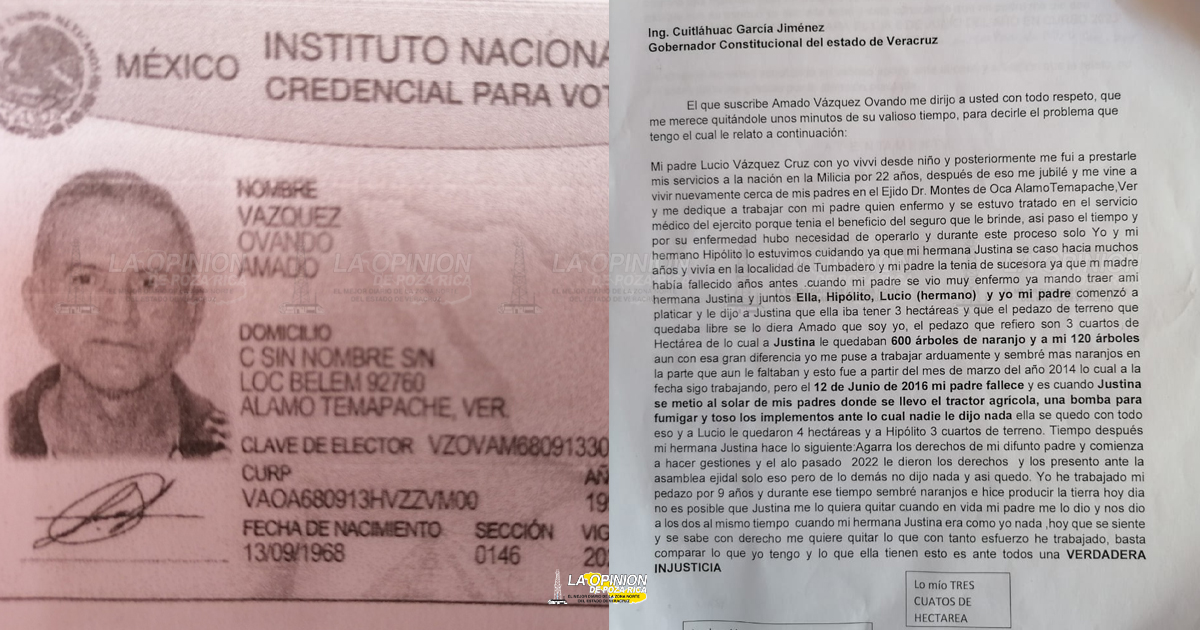 MÉXICO
INSTITUTO NACIONA
CREDENCIAL PARA VOT
NOMBRE
VAZQUEZ
OVANDO
AMADO
DOMICILIO
C SIN NOMBRE S/N
LOC BELEM 92760
ALAMO TEMAPACHE, VER.
CLAVE DE ELECTOR VZOVAM68091330
CURP
VAOA680913HVZZVM00
FECHA DE NACIMIENTO SECCIÓN VIG
13/09/1968 0146 20
Ing. Cuitláhuac García Jiménez
Gobernador Constitucional del estado de Veracruz
El que suscribe Amado Vázquez Ovando me dirijo a usted con todo respeto, que
me merece quitándole unos minutos de su valioso tiempo, para decirle el problema que
tengo el cual le relato a continuación:
Mi padre Lucio Vázquez Cruz con yo vivvi desde niño y posteriormente me fui a prestarle
mis servicios a la nación en la Milicia por 22 años, después de eso me jubilé y me vine a
vivir nuevamente cerca de mis padres en el Ejido Dr. Montes de Oca AlamoTemapache,Ver
y me dedique a trabajar con mi padre quien enfermo y se estuvo tratado en el servicio
médico del ejercito porque tenia el beneficio del seguro que le brinde, asi paso el tiempo y
por su enfermedad hubo necesidad de operarlo y durante este proceso solo Yo y mi
hermano Hipólito lo estuvimos cuidando ya que mi hermana Justina se caso hacia muchos
años y vivía en la localidad de Tumbadero y mi padre la tenia de sucesora ya que mi madre
había fallecido años antes .cuando mi padre se vio muy enfermo ya mando traer ami
hermana Justina y juntos Ella, Hipólito, Lucio (hermano) y yo mi padre comenzó a
platicar y le dijo a Justina que ella iba tener 3 hectáreas y que el pedazo de terreno que
quedaba libre se lo diera Amado que soy yo, el pedazo que refiero son 3 cuartos de
Hectárea de lo cual a Justina le quedaban 600 árboles de naranjo y a mi 120 árboles
aun con esa gran diferencia yo me puse a trabajar arduamente y sembré mas naranjos en
la parte que aun le faltaban y esto fue a partir del mes de marzo del año 2014 lo cual a la
fecha sigo trabajando, pero el 12 de Junio de 2016 mi padre fallece y es cuando Justina
se metio al solar de mis padres donde se llevo el tractor agrícola, una bomba para
fumigar y toso los implementos ante lo cual nadie le dijo nada ella se quedo con todo
eso y a Lucio le quedaron 4 hectáreas y a Hipólito 3 cuartos de terreno. Tiempo después
mi hermana Justina hace lo siguiente:Agarra los derechos de mi difunto padre y comienza
a hacer gestiones y el alo pasado 2022 le dieron los derechos y los presento ante la
asamblea ejidal solo eso pero de lo demás no dijo nada y asi quedo. Yo he trabajado mi
pedazo por 9 años y durante ese tiempo sembré naranjos e hice producir la tierra hoy dia
no es posible que Justina me lo quiera quitar cuando en vida mi padre me lo dio y nos dio
a los dos al mismo tiempo cuando mi hermana Justina era como yo nada ,hoy que se siente
y se sabe con derecho me quiere quitar lo que con tanto esfuerzo he trabajado, basta
comparar lo que yo tengo y lo que ella tienen esto es ante todos una VERDADERA
INJUSTICIA
Lo mío TRES
CUATOS DE
HECTAREA
LA OPINION
DE POZA RICA
EL MEJOR DIARIO DE LA ZONA NORTE
DEL ESTADO DE VERACRUZ